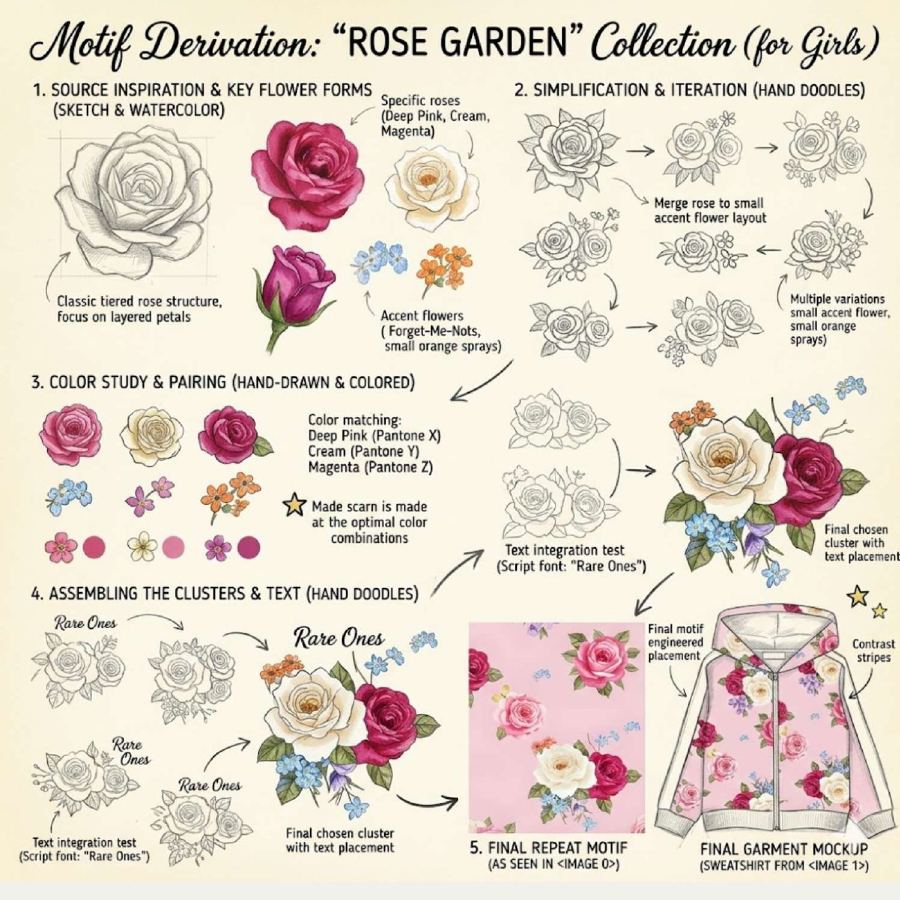 Motif Derivation: “ROSE GARDEN” Collection (for Girls)
1. SOURCE INSPIRATION & KEY FLOWER FORMS
(SKETCH & WATERCOLOR)
Specific roses
(Deep Pink, Cream,
Magenta)
Classic tiered rose structure,
focus on layered petals
Accent flowers
( Forget-Me-Nots,
small orange sprays)
2. SIMPLIFICATION & ITERATION (HAND DOODLES)
Merge rose to small
accent flower layout
Multiple variations
small accent flower,
small orange
sprays)
3. COLOR STUDY & PAIRING (HAND-DRAWN & COLORED)
Color matching:
Deep Pink (Pantone X)
Cream (Pantone Y)
Magenta (Pantone Z)
Made scarn is made
at the optimal color
combinations
Text integration test
(Script font: “Rare Ones”)
Final chosen
cluster with
text placement
4. ASSEMBLING THE CLUSTERS & TEXT (HAND DOODLES)
Rare Ones
Rare Ones
Rare
Ones
Rare Ones
Text integration test
(Script font: “Rare Ones”)
Final chosen cluster
with text placement
Final motif
engineered
placement
Contrast
stripes
5. FINAL REPEAT MOTIF
(AS SEEN IN <IMAGE 0>)
FINAL GARMENT MOCKUP
(SWEATSHIRT FROM <IMAGE 1>)